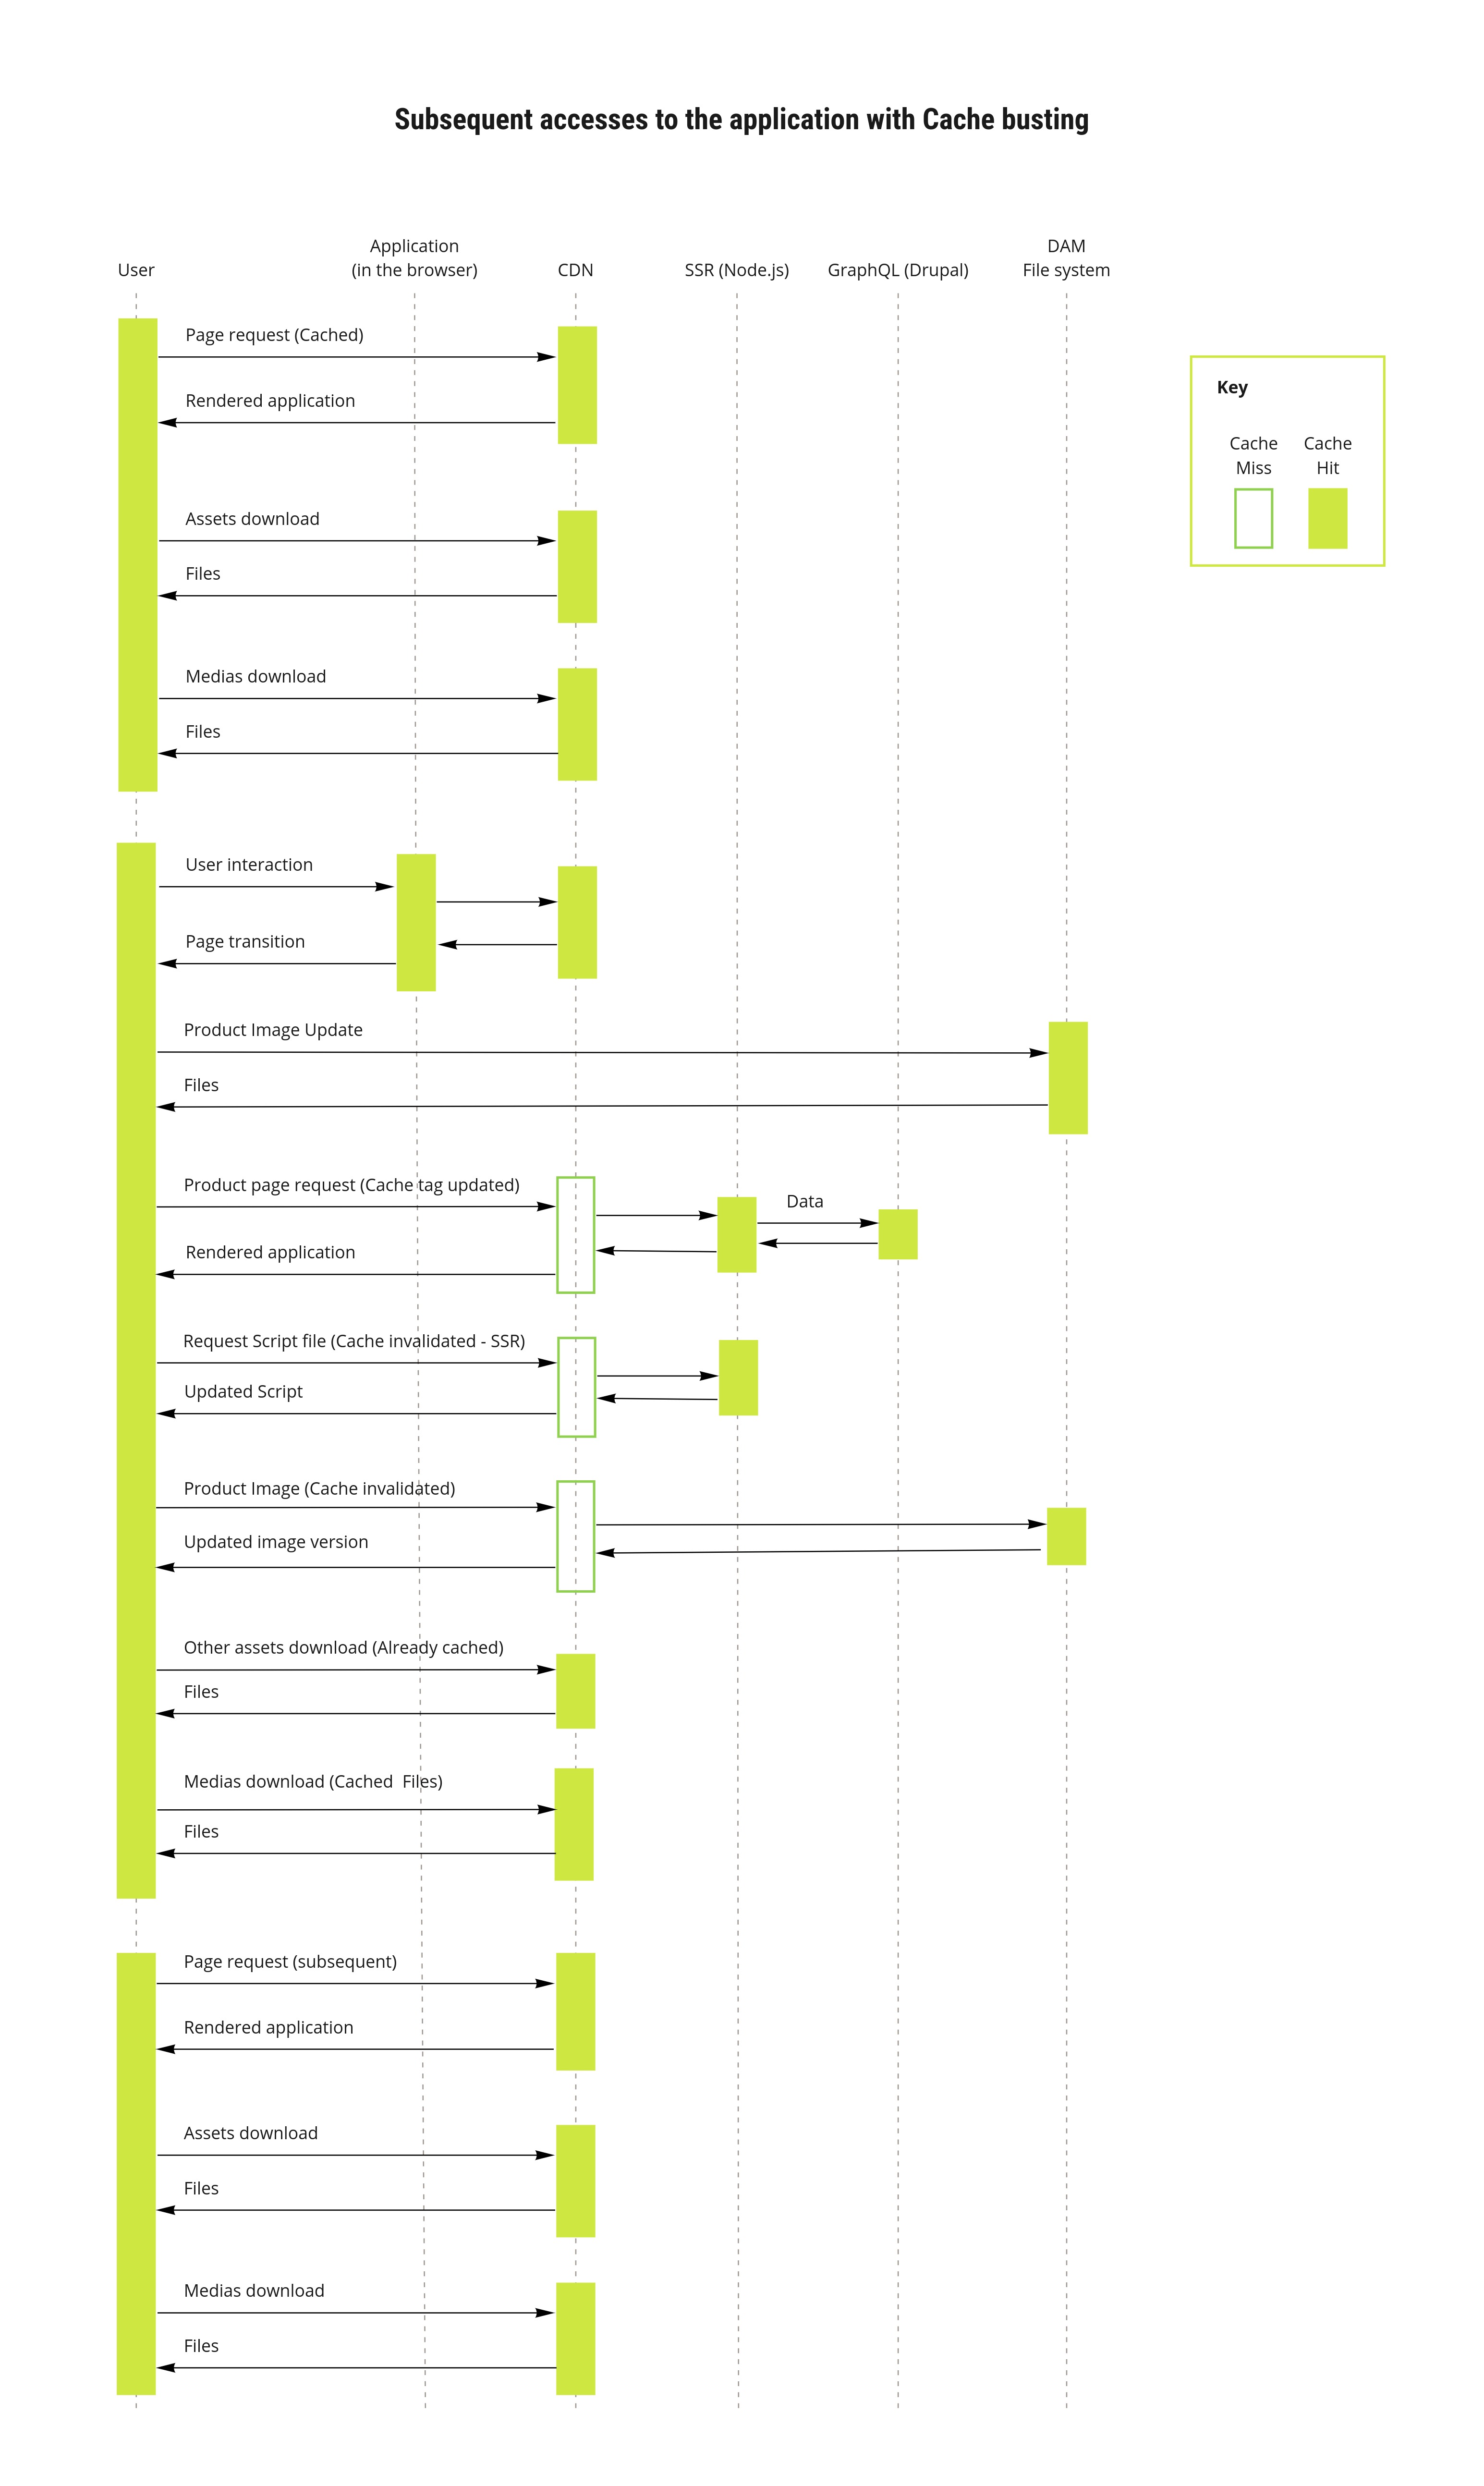 Subsequent accesses to the application with Cache busting
User
Application
(in the browser)
CDN
SSR (Node.js)
GraphQL (Drupal)
DAM
File system
Page request (Cached)
Rendered application
Key
Cache
Miss
Cache
Hit
Assets download
Files
Medias download
Files
User interaction
Page transition
Product Image Update
Files
Product page request (Cache tag updated)
Data
Rendered application
Request Script file (Cache invalidated - SSR)
Updated Script
Product Image (Cache invalidated)
Updated image version
Other assets download (Already cached)
Files
Medias download (Cached  Files)
Files
Page request (subsequent)
Rendered application
Assets download
Files
Medias download
Files